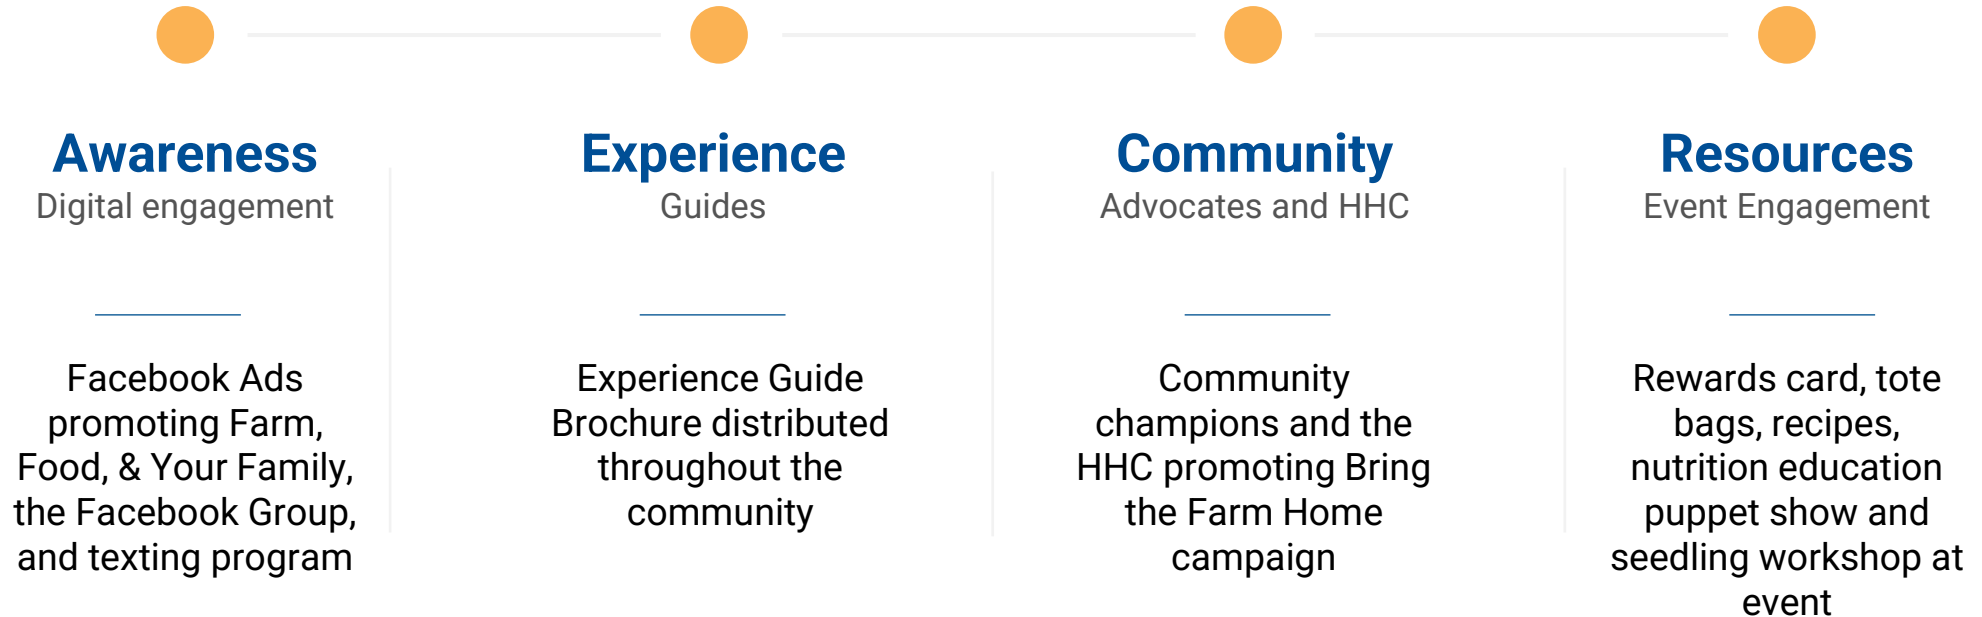 Awareness
Digital engagement
Facebook Ads
promoting Farm,
Food, & Your Family,
the Facebook Group,
and texting program
Experience
Guides
Experience Guide
Brochure distributed
throughout the
community
Community
Advocates and HHC
Community
champions and the
HHC promoting Bring
the Farm Home
campaign
Resources
Event Engagement
Rewards card, tote
bags, recipes,
nutrition education
puppet show and
seedling workshop at
event